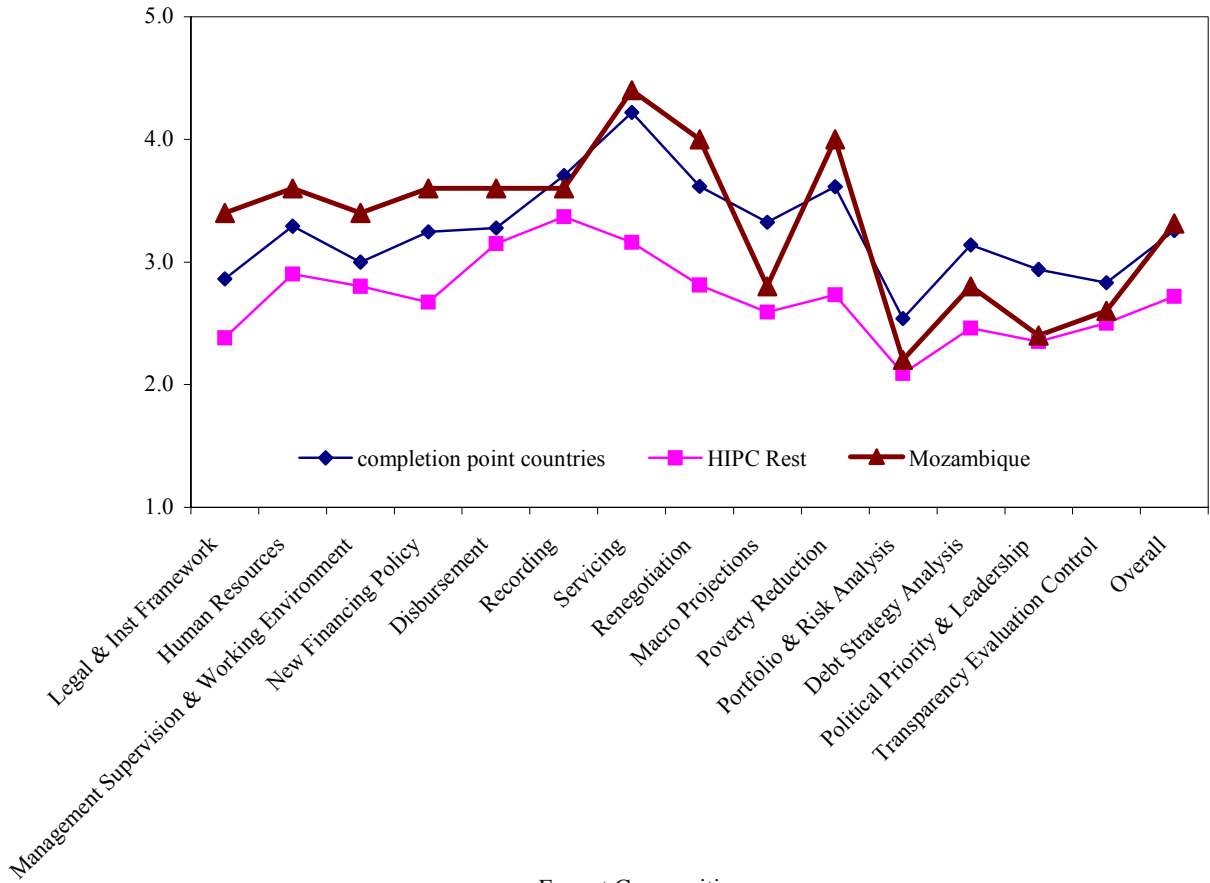 5.0
4.0
3.0
2.0
1.0
completion point countries
HIPC Rest
Mozambique
Legal & Inst Framework
Human Resources
Management Supervision & Working Environment
New Financing Policy
Disbursement
Recording
Servicing
Renegotiation
Macro Projections
Poverty Reduction
Portfolio & Risk Analysis
Debt Strategy Analysis
Political Priority & Leadership
Transparency Evaluation Control
Overall